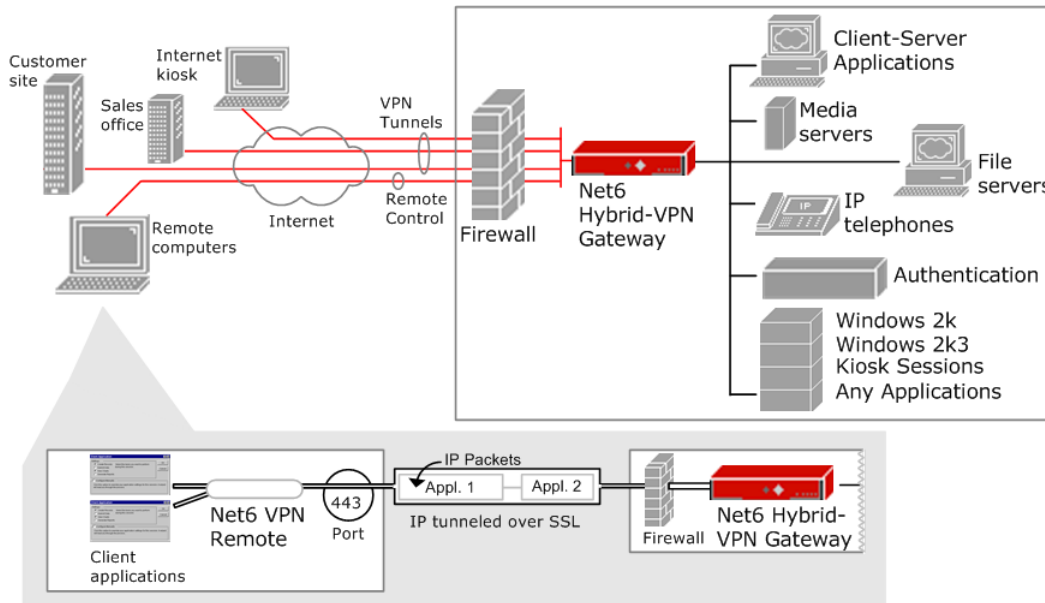 Customer
site
Internet
kiosk
Sales
office
VPN
Tunnels
Client-Server
Applications
Media
servers
File
servers
Internet
Remote
Control
Firewall
Net6
Hybrid-VPN
Gateway
IP
IP
telephones
Remote
computers
Authentication
Windows 2k
Windows 2k3
Kiosk Sessions
Any Applications
IP Packets
Appl. 1
Appl. 2
443
Net6 VPN
Remote
Port
IP tunneled over SSL
Firewall
Net6 Hybrid-
VPN Gateway
Client
applications